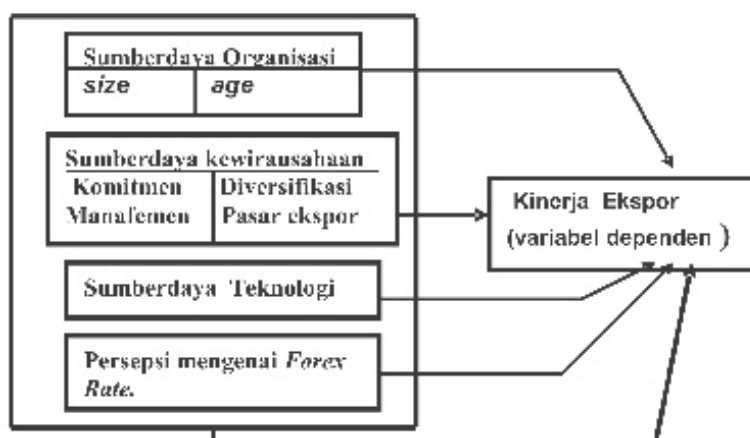 Sumberdaya Organisasi
size age
Sumberdaya kewirausahaan
Komitmen Diversifikasi
Manafemen Pasar ekspor
Sumberdaya Teknologi
Persepsi mengenai Forex
Rate.
Kinerja Ekspor
(variabel dependen )